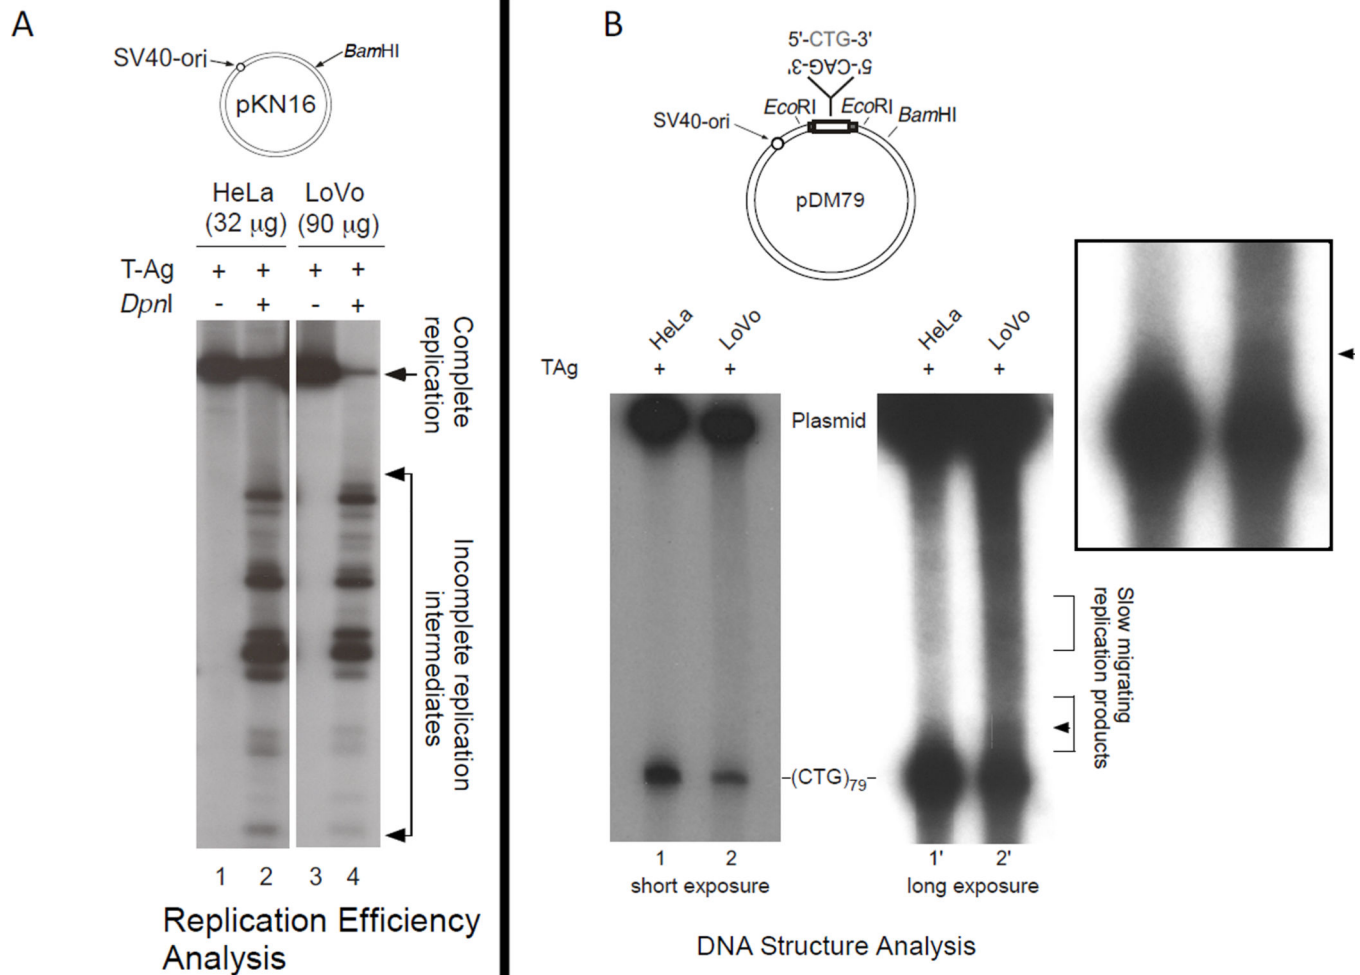 A
SV40-ori
BamHI
pKN16
HeLa
(32 µg)
LoVo
(90 µg)
T-Ag + + + +
DpnI - + - +
Complete
replication
Incomplete replication
intermediates
1 2 3 4
Replication Efficiency
Analysis
B
5'-CTG-3'
3'-GAC-5'
EcoRI
EcoRI
BamHI
SV40-ori
pDM79
HeLa
LoVo
HeLa
LoVo
TAg + + + +
Plasmid
Slow migrating
replication products
-(CTG)79-
1 2 1' 2'
short exposure
long exposure
DNA Structure Analysis